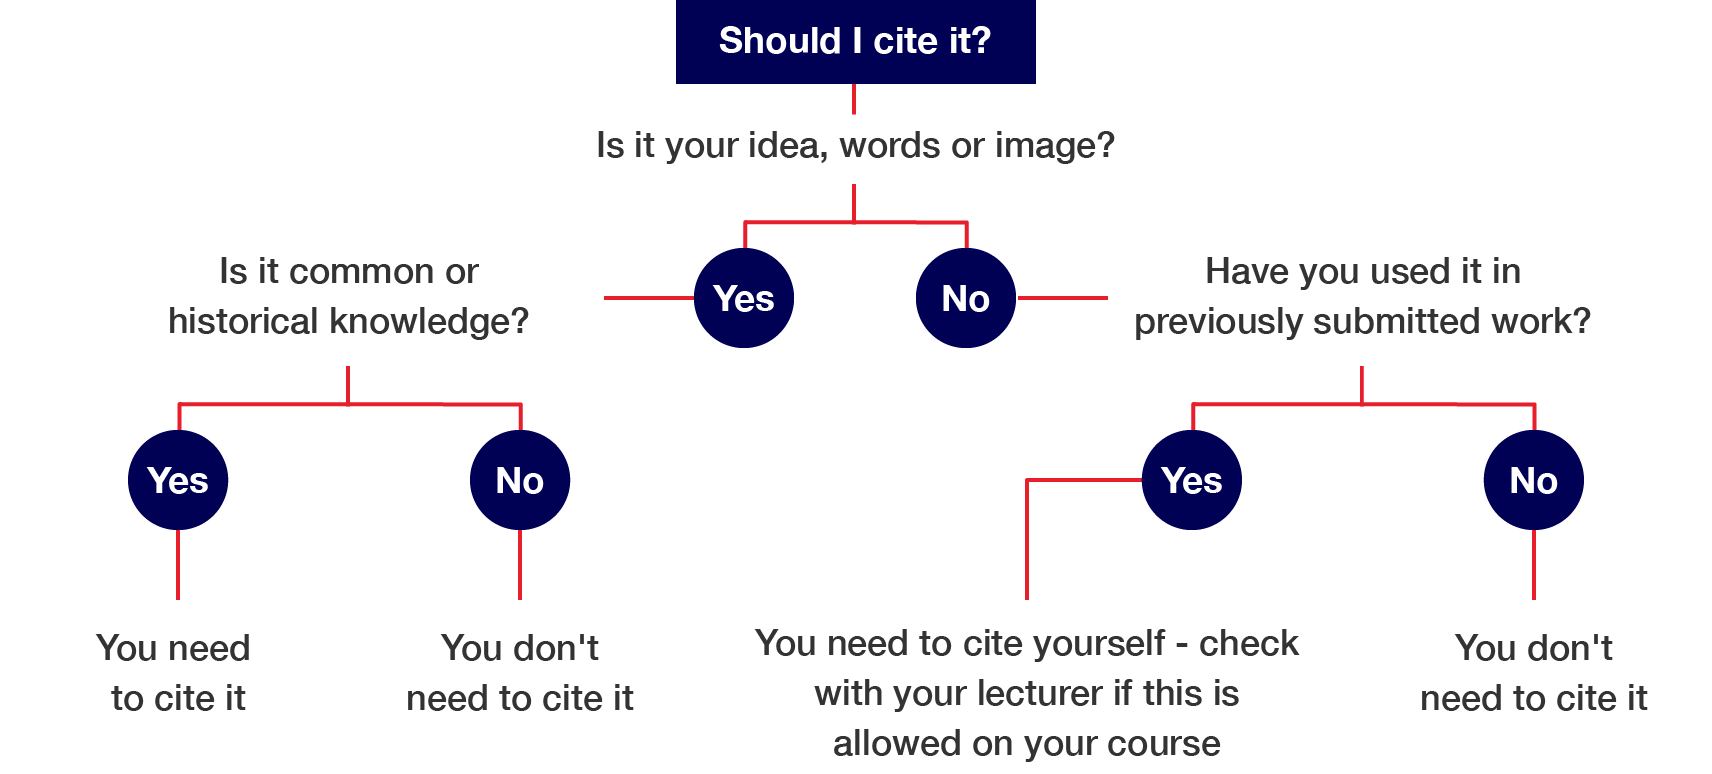 Should I cite it?
Is it your idea, words or image?
Yes
No
Is it common or
historical knowledge?
Have you used it in
previously submitted work?
Yes
No
Yes
No
You need
to cite it
You don't
need to cite it
You need to cite yourself - check
with your lecturer if this is
allowed on your course
You don't
need to cite it